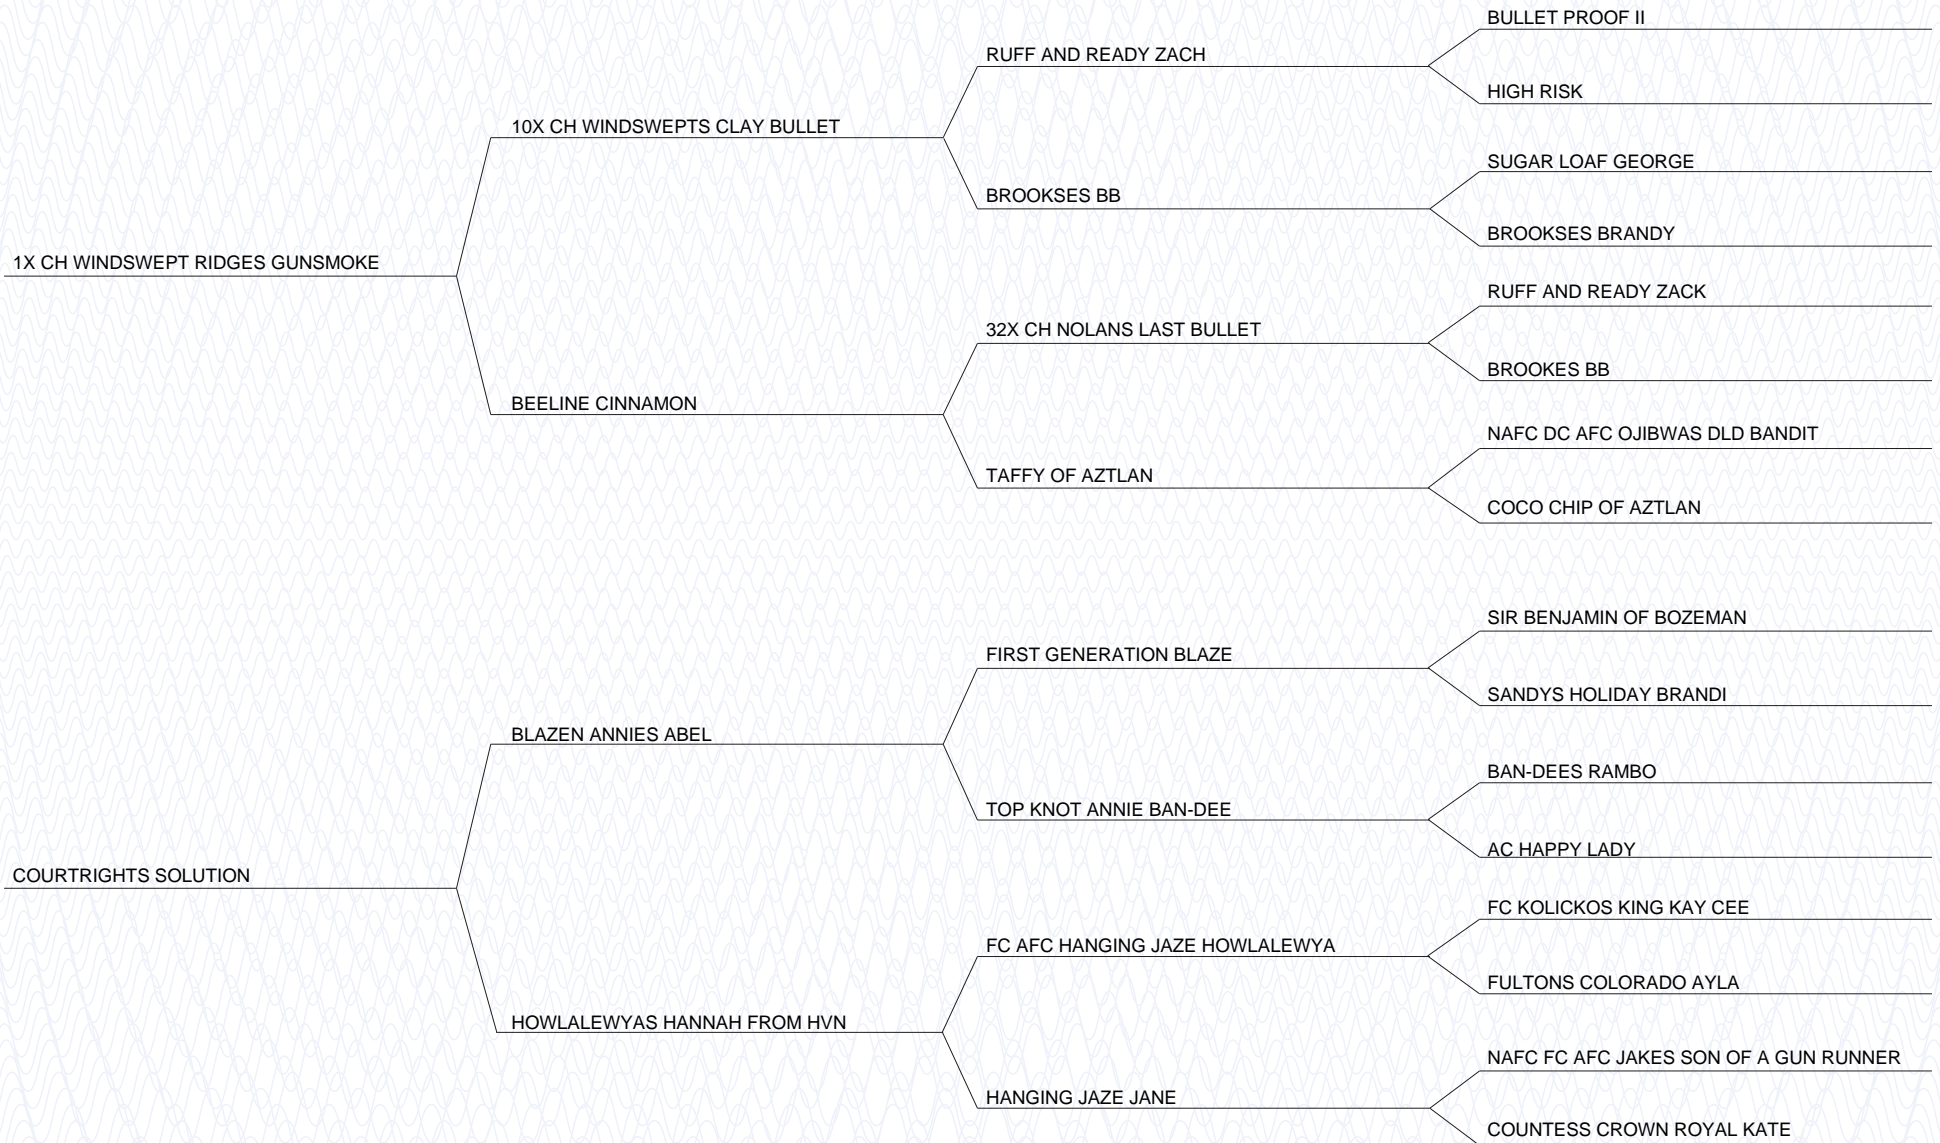 BULLET PROOF II
RUFF AND READY ZACH
HIGH RISK
10X CH WINDSWEPTS CLAY BULLET
SUGAR LOAF GEORGE
BROOKSES BB
BROOKSES BRANDY
1X CH WINDSWEPT RIDGES GUNSMOKE
RUFF AND READY ZACK
32X CH NOLANS LAST BULLET
BROOKES BB
BEELINE CINNAMON
NAFC DC AFC OJIBWAS DLD BANDIT
TAFFY OF AZTLAN
COCO CHIP OF AZTLAN
SIR BENJAMIN OF BOZEMAN
FIRST GENERATION BLAZE
SANDYS HOLIDAY BRANDI
BLAZEN ANNIES ABEL
BAN-DEES RAMBO
TOP KNOT ANNIE BAN-DEE
AC HAPPY LADY
COURTRIGHTS SOLUTION
FC KOLICKOS KING KAY CEE
FC AFC HANGING JAZE HOWLALEWYA
FULTONS COLORADO AYLA
HOWLALEWYAS HANNAH FROM HVN
NAFC FC AFC JAKES SON OF A GUN RUNNER
HANGING JAZE JANE
COUNTESS CROWN ROYAL KATE